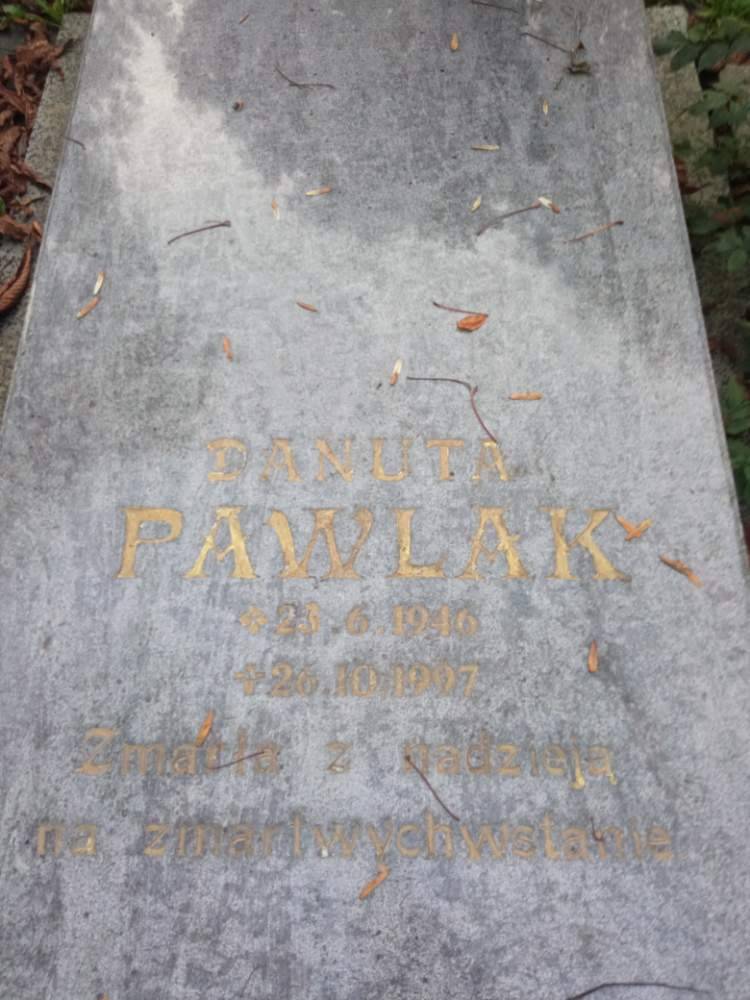 DANUTA
PAWLAK
✥ 23.6.1946
✝ 26.10.1997
Zmarła z nadzieją
na zmartwychwstanie.